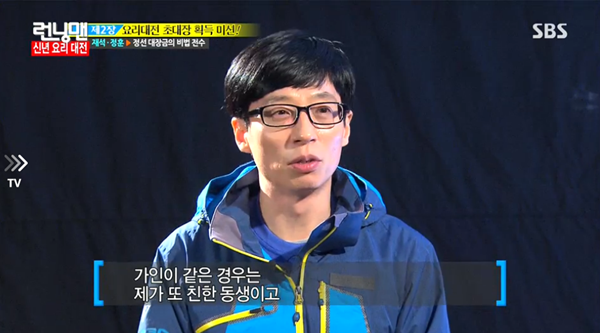 런닝맨
신년 요리 대전
제2장 요리대전 초대장 획득 미션!
재석·정훈 ▶ 정선 대장금의 비법 전수
SBS
TV
가인이 같은 경우는
제가 또 친한 동생이고